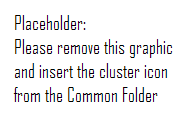 Placeholder:
Please remove this graphic
and insert the cluster icon
from the Common Folder